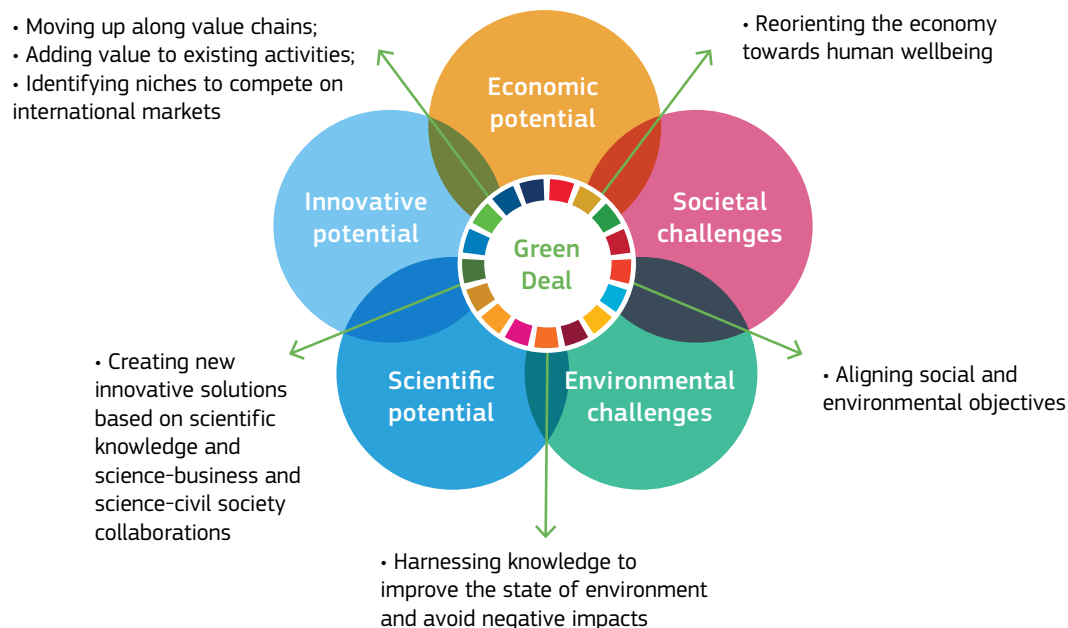 • Moving up along value chains;
• Adding value to existing activities;
• Identifying niches to compete on
international markets
• Reorienting the economy
towards human wellbeing
Economic
potential
Innovative
potential
Societal
challenges
Green
Deal
Scientific
potential
Environmental
challenges
• Creating new
innovative solutions
based on scientific
knowledge and
science-business and
science-civil society
collaborations
• Aligning social and
environmental objectives
• Harnessing knowledge to
improve the state of environment
and avoid negative impacts